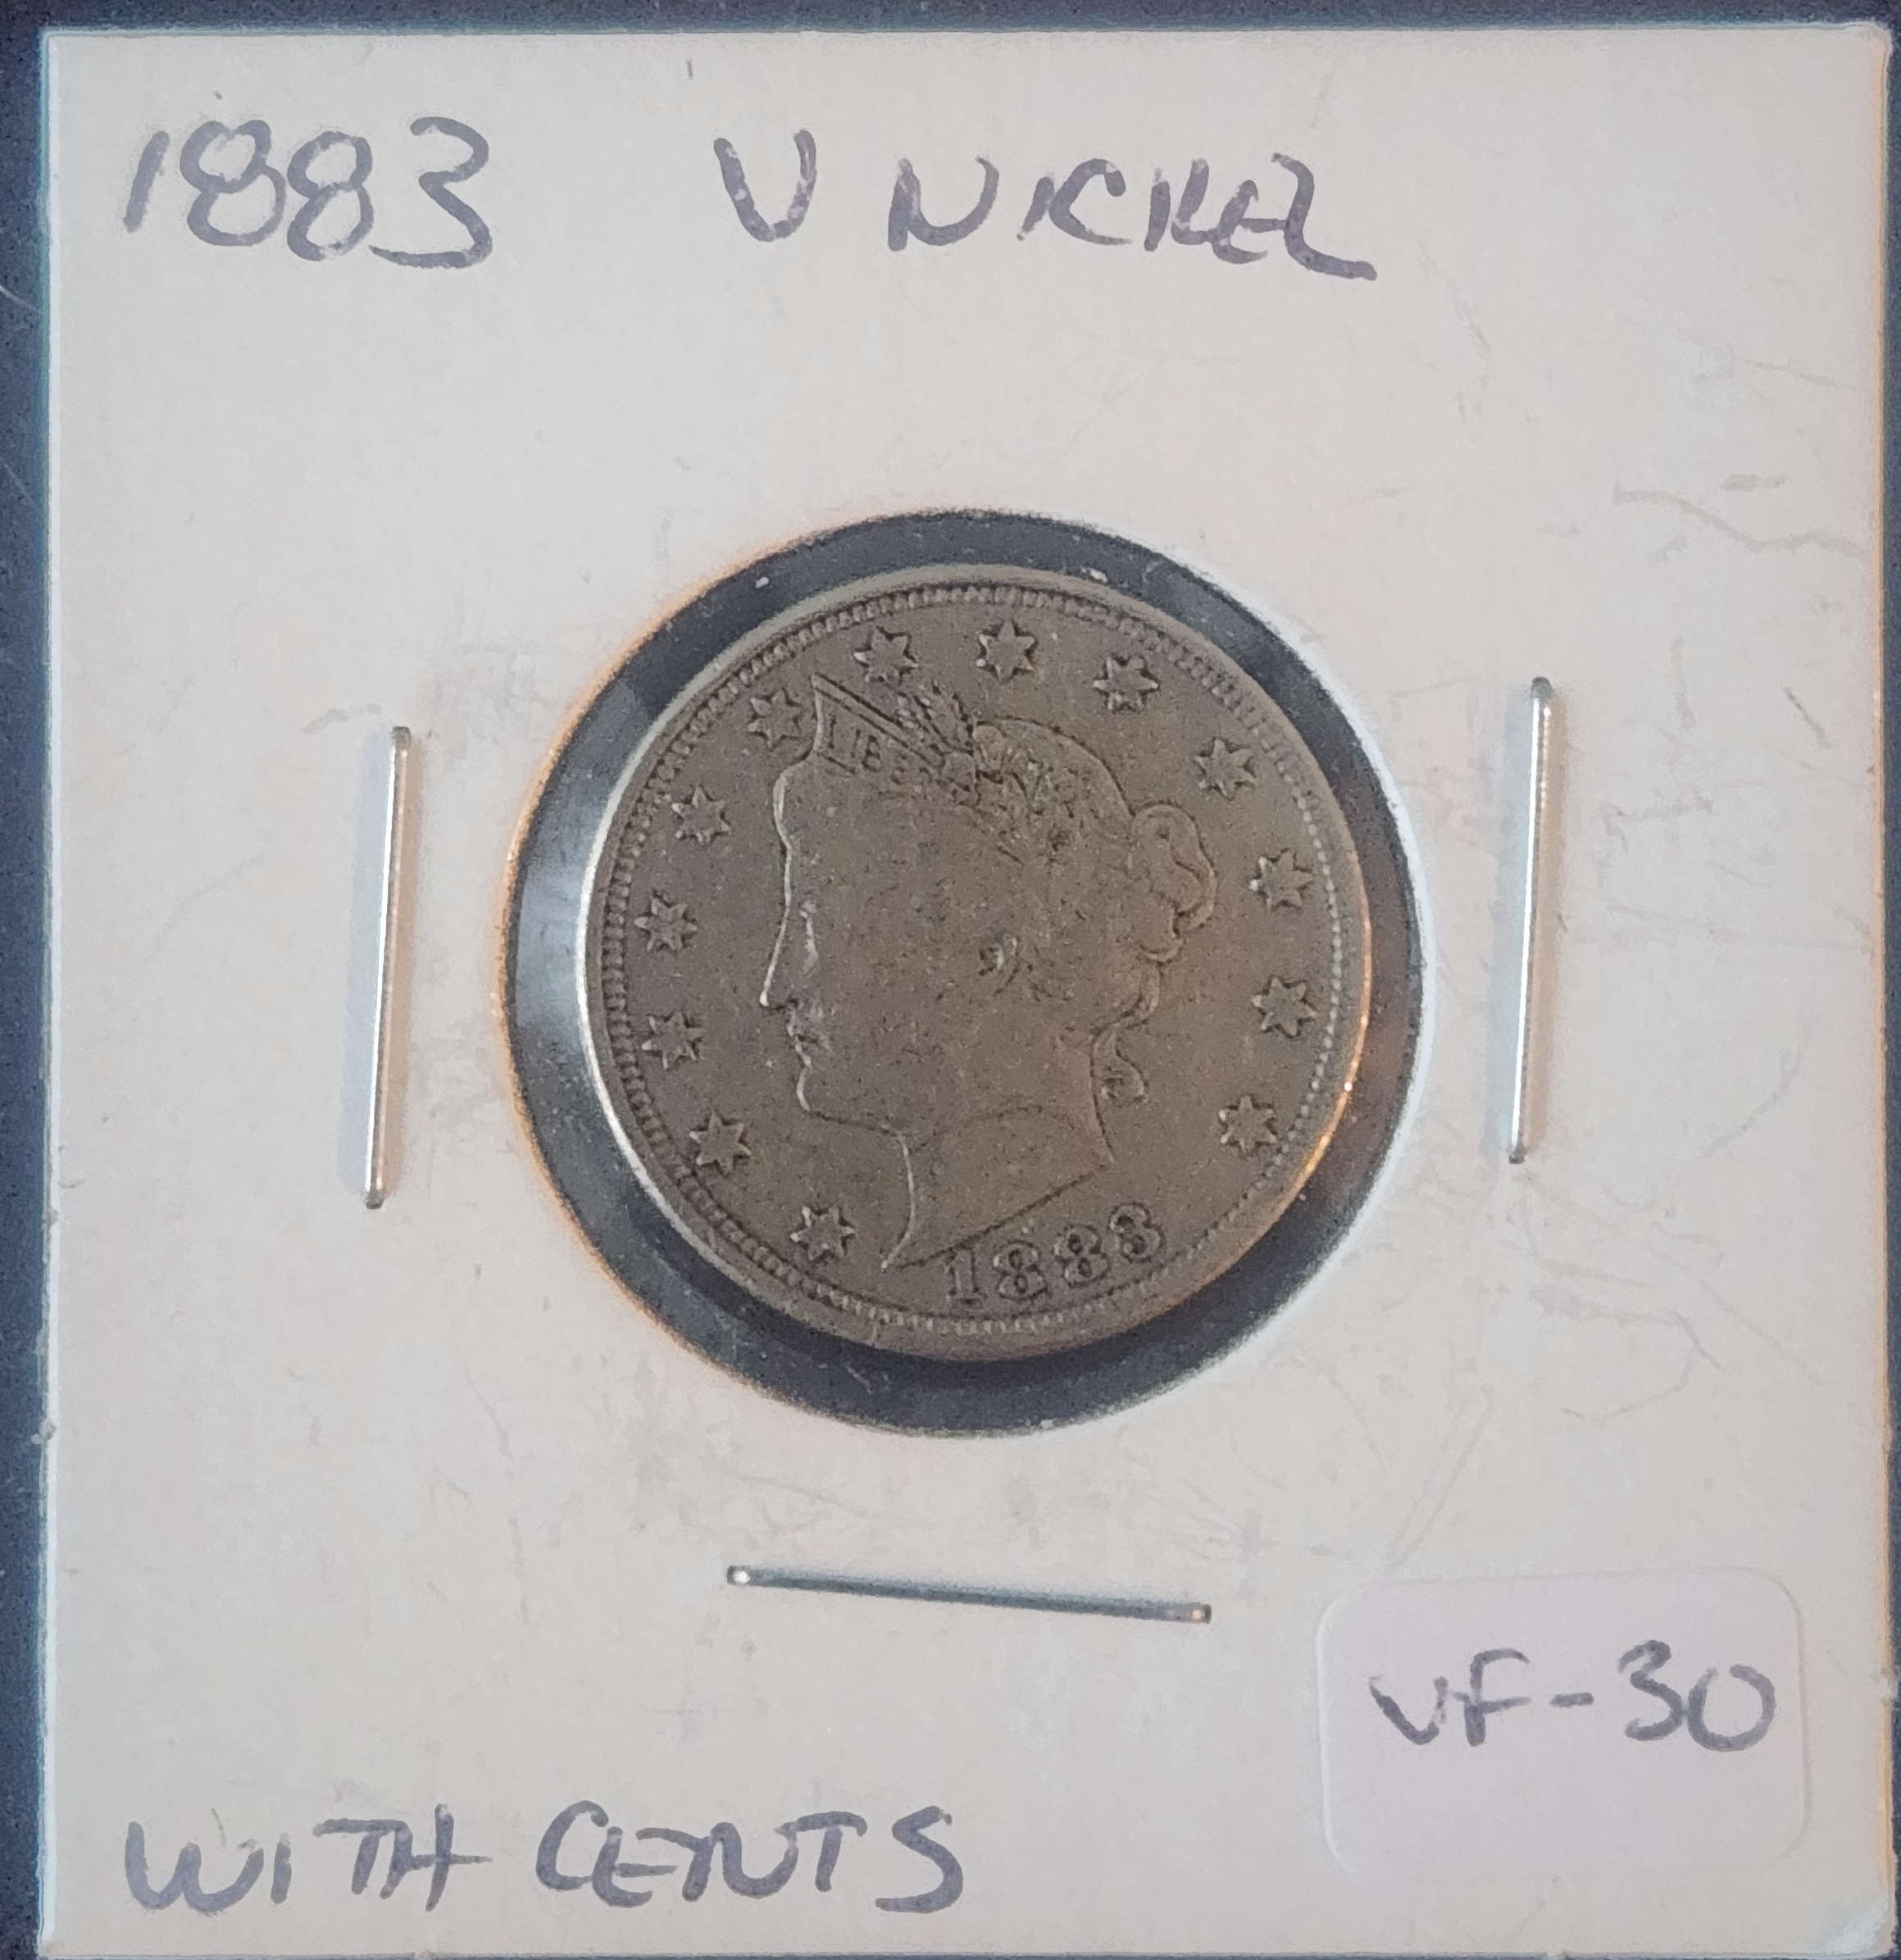 1883 V NICKEL
LIBERTY
1883
VF-30
WITH CENTS